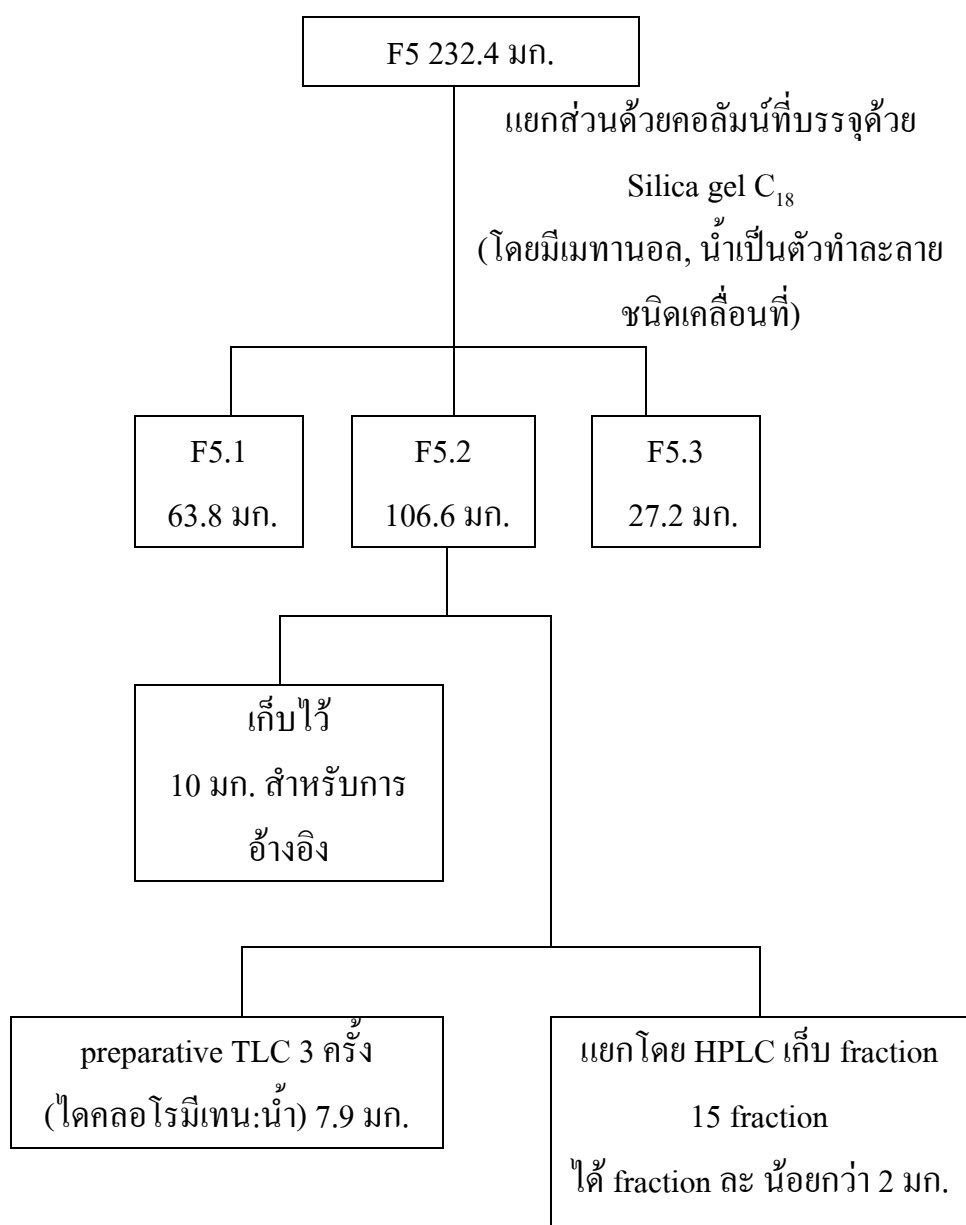 F5 232.4 มก.
แยกส่วนด้วยคอลัมน์ที่บรรจุด้วย
Silica gel C₁₈
(โดยมีเมทานอล, น้ำเป็นตัวทำละลาย
ชนิดเคลื่อนที่)
F5.1
63.8 มก.
F5.2
106.6 มก.
F5.3
27.2 มก.
เก็บไว้
10 มก. สำหรับการ
อ้างอิง
preparative TLC 3 ครั้ง
(ไดคลอโรมีเทน:น้ำ) 7.9 มก.
แยกโดย HPLC เก็บ fraction
15 fraction
ได้ fraction ละ น้อยกว่า 2 มก.